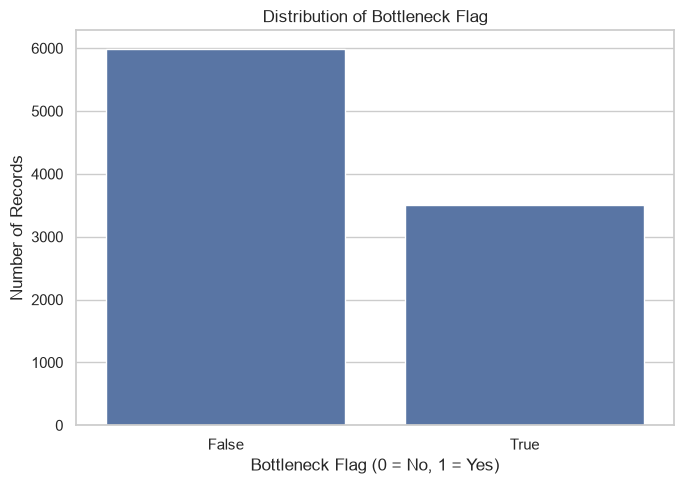 Distribution of Bottleneck Flag
Number of Records
6000
5000
4000
3000
2000
1000
0
False
True
Bottleneck Flag (0 = No, 1 = Yes)